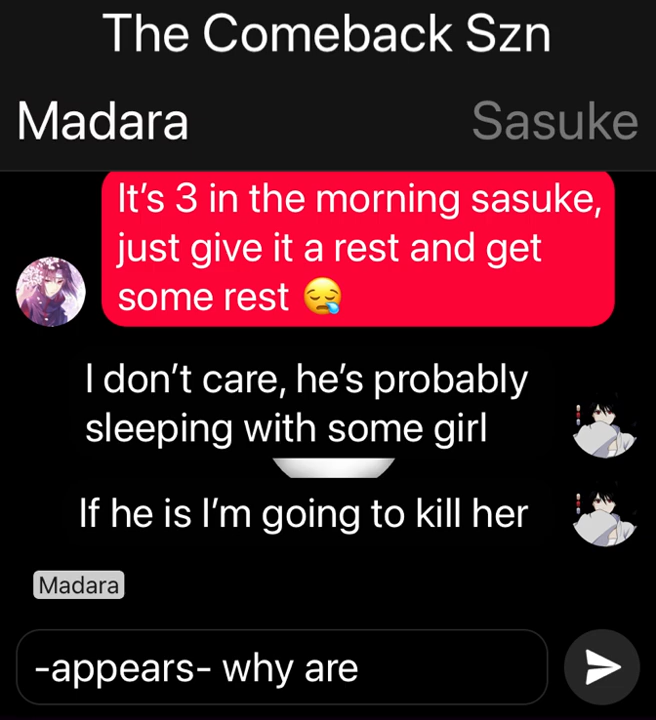 The Comeback Szn
Madara
Sasuke
It’s 3 in the morning sasuke,
just give it a rest and get
some rest 😪
I don’t care, he’s probably
sleeping with some girl
If he is I’m going to kill her
Madara
-appears- why are